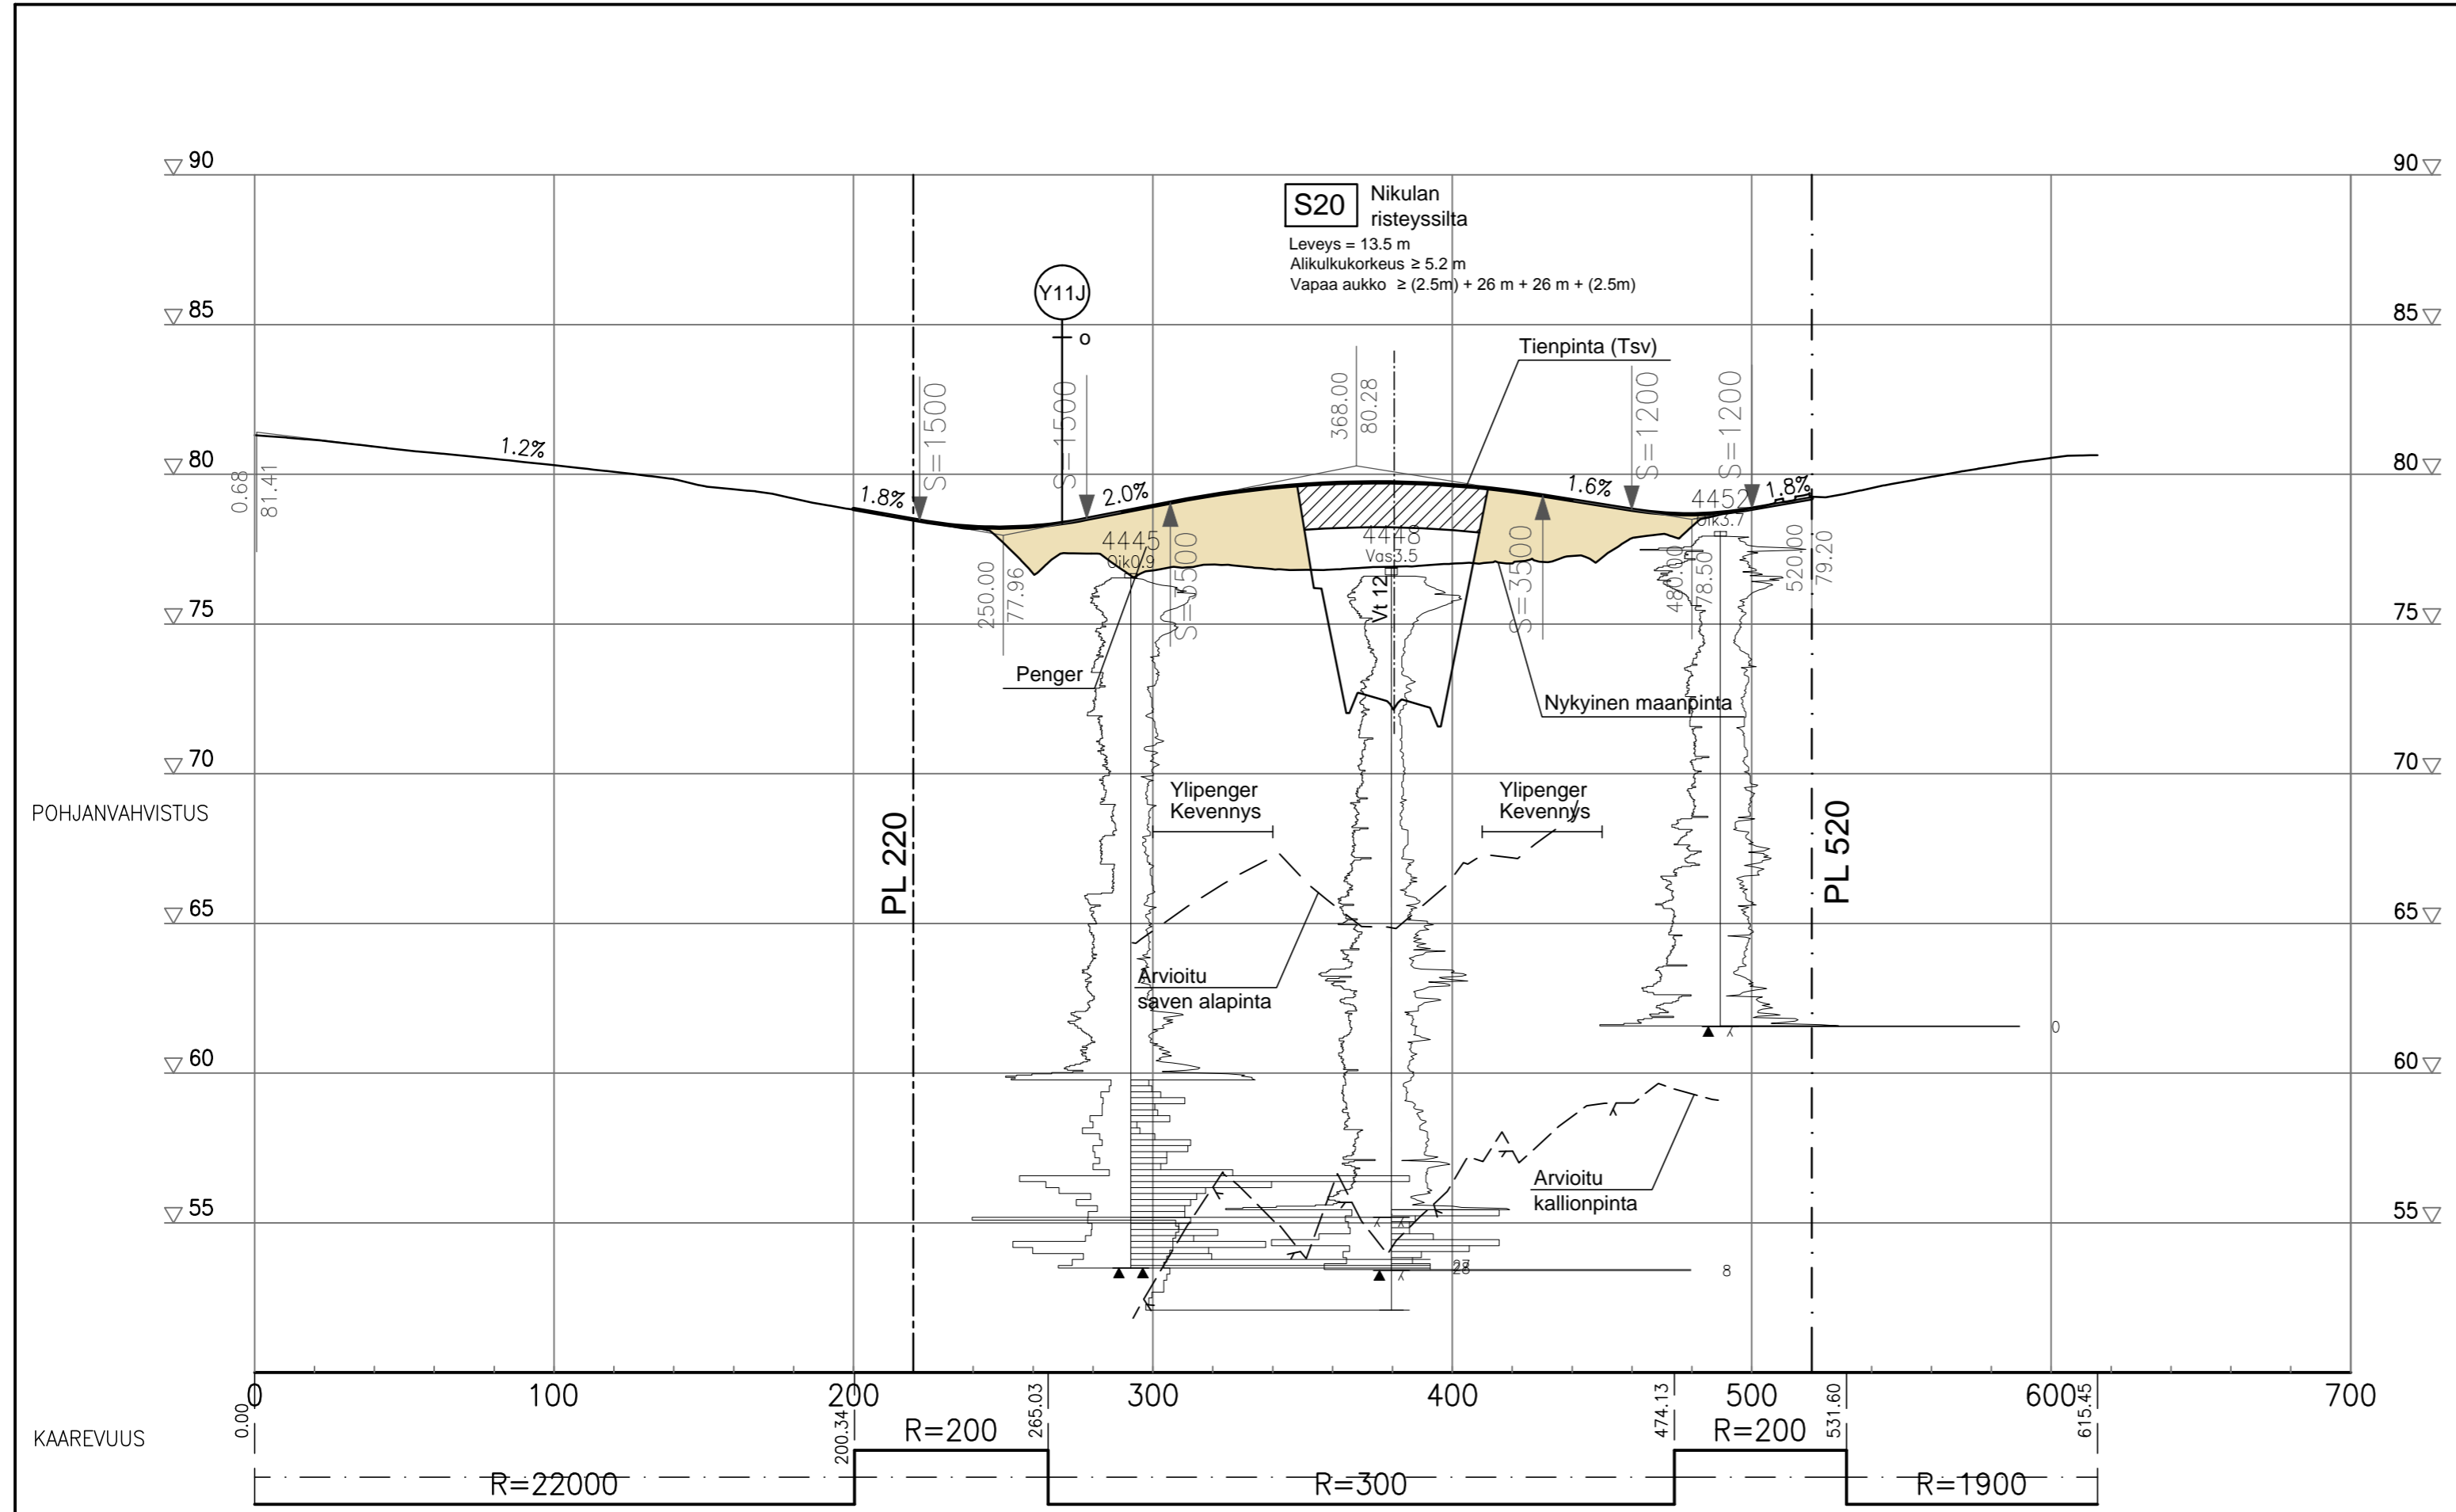 90
90
S20
Nikulan
risteyssilta
Leveys = 13.5 m
Alikulkukorkeus ≥ 5.2 m
Vapaa aukko ≥ (2.5m) + 26 m + 26 m + (2.5m)
Y11J
85
85
o
Tienpinta (Tsv)
S=1500
S=1500
368.00
80.28
S=1200
S=1200
1.2%
80
80
0.68
81.41
1.8%
2.0%
1.6%
1.8%
4452
Oik3.7
4445
Oik0.9
4448
Vas3.5
S=3500
S=3500
250.00
77.96
480.00
78.50
520.00
79.20
Vt 12
75
75
Penger
Nykyinen maanpinta
70
70
POHJANVAHVISTUS
Ylipenger
Kevennys
Ylipenger
Kevennys
PL 220
PL 520
65
65
Arvioitu
saven alapinta
0
60
60
Arvioitu
kallionpinta
55
55
28
8
0
100
200
300
400
500
600
700
0.00
200.34
265.03
474.13
531.60
615.45
KAAREVUUS
R=200
R=200
R=22000
R=300
R=1900